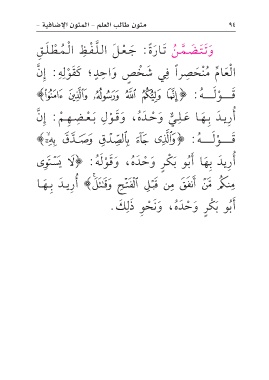 ٩٤ متون طالب العلم - المتون الإضافية -
وَتَتَضَمَّنُ تَارَةً: جَعْلَ اللَّفْظِ الْمُطْلَقِ
الْعَامِّ مُنْحَصِراً فِي شَخْصٍ وَاحِدٍ؛ كَقَوْلِهِ: إِنَّ
قَوْلَهُ: ﴿إِنَّمَا وَلِيُّكُمُ اللَّهُ وَرَسُولُهُ وَالَّذِينَ ءَامَنُوا﴾
أُرِيدَ بِهَا عَلِيٌّ وَحْدَهُ، وَقَوْلِ بَعْضِهِمْ: إِنَّ
قَوْلَهُ: ﴿وَالَّذِي جَاءَ بِالصِّدْقِ وَصَدَّقَ بِهِ﴾
أُرِيدَ بِهَا أَبُو بَكْرٍ وَحْدَهُ، وَقَوْلَهُ: ﴿لَا يَسْتَوِي
مِنكُم مَّنْ أَنفَقَ مِن قَبْلِ الْفَتْحِ وَقَاتَلَ﴾ أُرِيدَ بِهَا
أَبُو بَكْرٍ وَحْدَهُ، وَنَحْوِ ذَلِكَ.